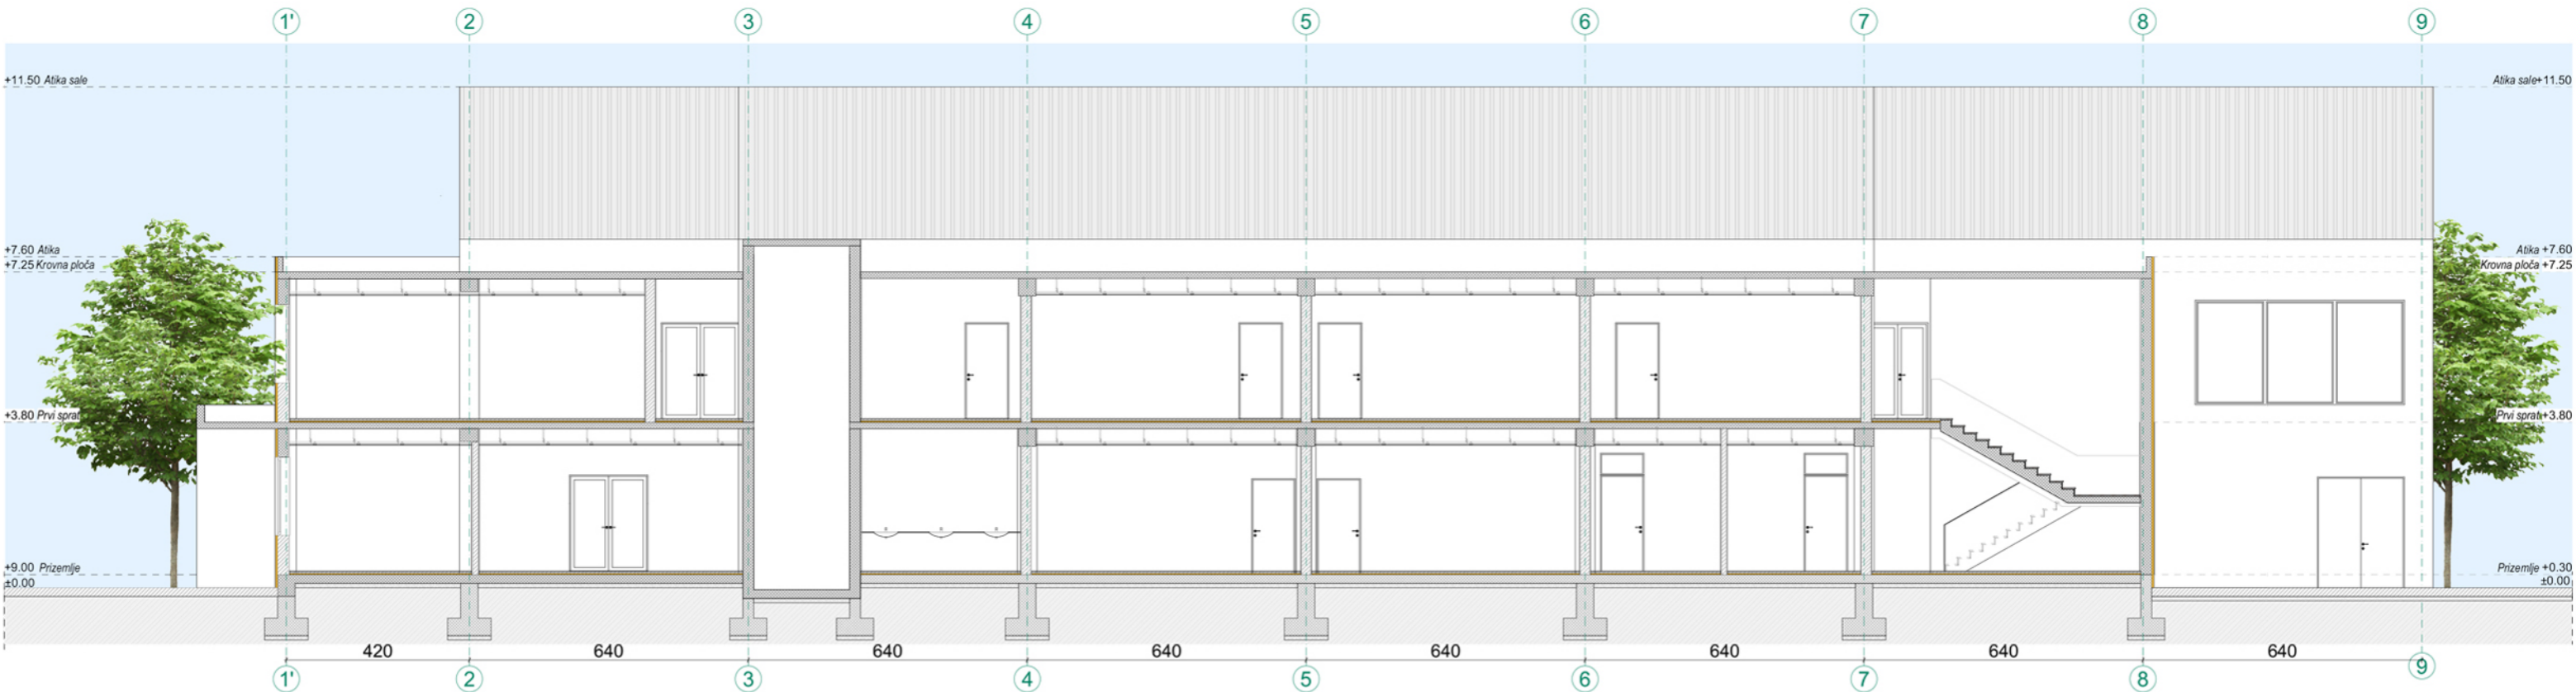 1' 2 3 4 5 6 7 8 9
+11.50 Atika sale
Atika sale+11.50
+7.60 Atika
+7.25 Krovna ploča
Atika +7.60
Krovna ploča +7.25
+3.80 Prvi sprat
Prvi sprat+3.80
+9.00 Prizemlje
±0.00
Prizemlje +0.30
±0.00
420 640 640 640 640 640 640 640
1' 2 3 4 5 6 7 8 9